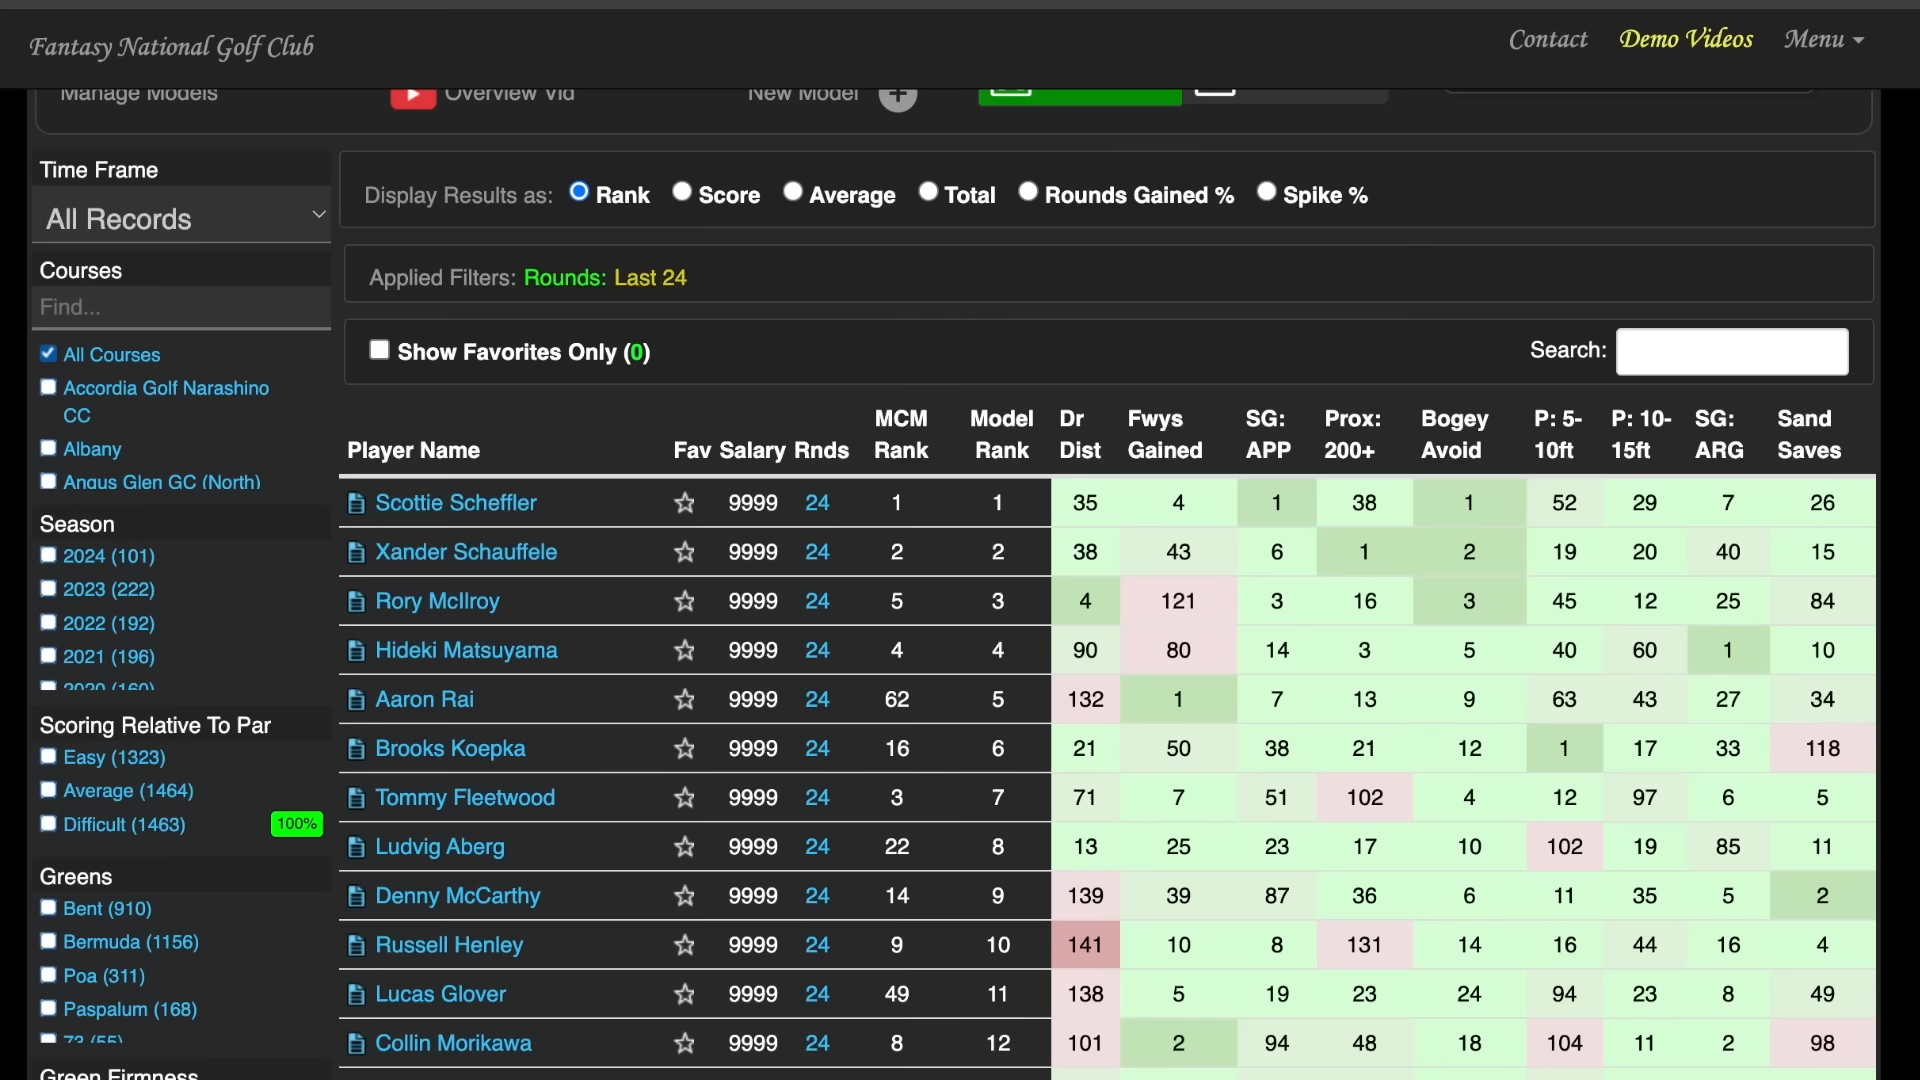 Fantasy National Golf Club
Contact Demo Videos Menu
Manage Models Overview Vid New Model
Time Frame
All Records
Courses
Find...
All Courses
Accordia Golf Narashino
CC
Albany
Angus Glen GC (North)
Season
2024 (101)
2023 (222)
2022 (192)
2021 (196)
2020 (160)
Scoring Relative To Par
Easy (1323)
Average (1464)
Difficult (1463) 100%
Greens
Bent (910)
Bermuda (1156)
Poa (311)
Paspalum (168)
Green Firmness
Display Results as: Rank Score Average Total Rounds Gained % Spike %
Applied Filters: Rounds: Last 24
Show Favorites Only (0) Search:
Player Name Fav Salary Rnds MCM Rank Model Rank Dr Dist Fwys Gained SG: APP Prox: 200+ Bogey Avoid P: 5-10ft P: 10-15ft SG: ARG Sand Saves
Scottie Scheffler 9999 24 1 1 35 4 1 38 1 52 29 7 26
Xander Schauffele 9999 24 2 2 38 43 6 1 2 19 20 40 15
Rory McIlroy 9999 24 5 3 4 121 3 16 3 45 12 25 84
Hideki Matsuyama 9999 24 4 4 90 80 14 3 5 40 60 1 10
Aaron Rai 9999 24 62 5 132 1 7 13 9 63 43 27 34
Brooks Koepka 9999 24 16 6 21 50 38 21 12 1 17 33 118
Tommy Fleetwood 9999 24 3 7 71 7 51 102 4 12 97 6 5
Ludvig Aberg 9999 24 22 8 13 25 23 17 10 102 19 85 11
Denny McCarthy 9999 24 14 9 139 39 87 36 6 11 35 5 2
Russell Henley 9999 24 9 10 141 10 8 131 14 16 44 16 4
Lucas Glover 9999 24 49 11 138 5 19 23 24 94 23 8 49
Collin Morikawa 9999 24 8 12 101 2 94 48 18 104 11 2 98